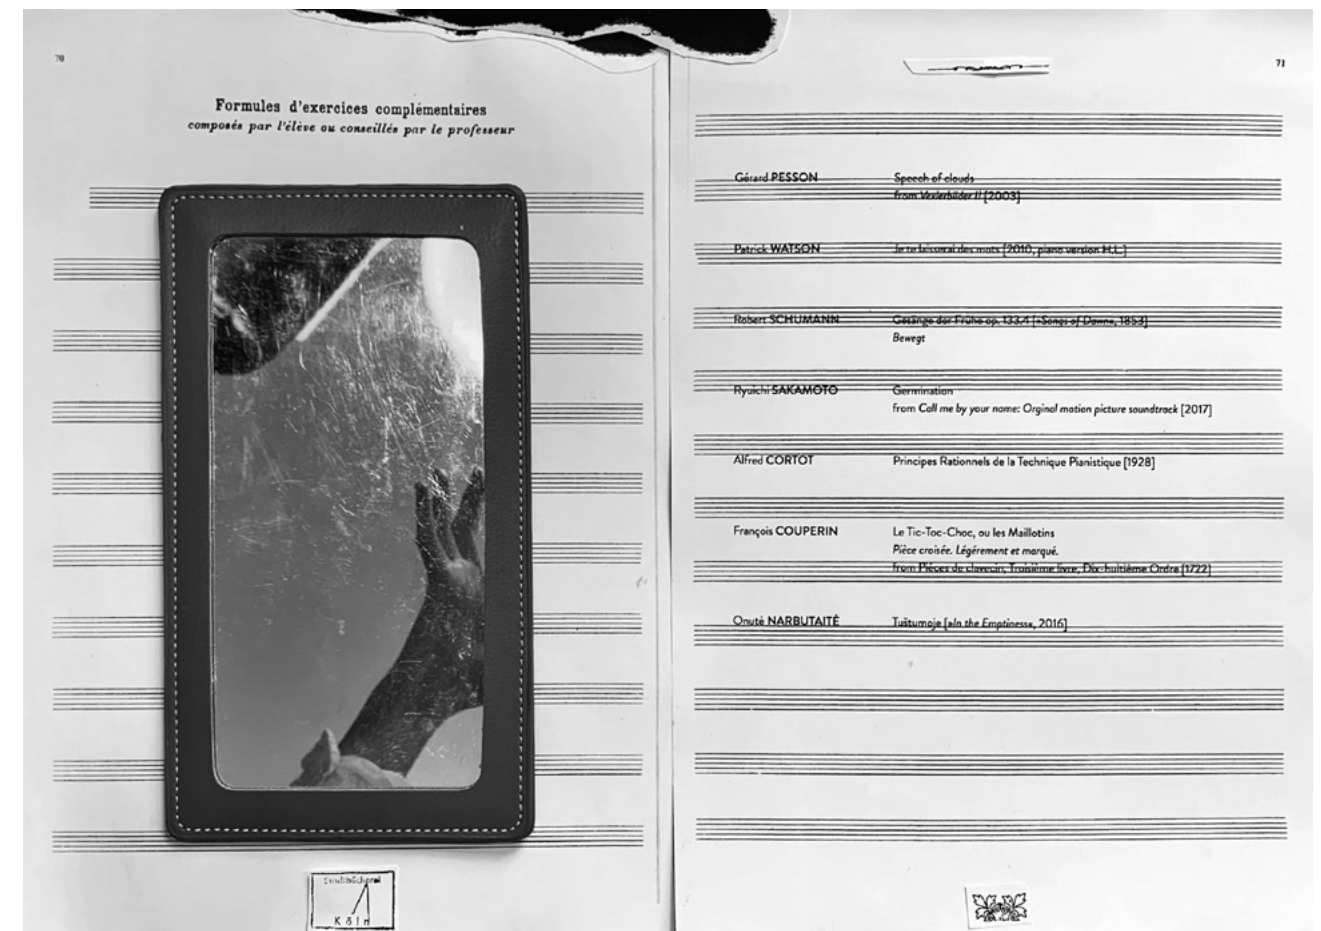 70
Formules d'exercices complémentaires
composés par l'élève ou conseillés par le professeur
Köln
71
Gérard PESSON Speech of clouds
from Vexierbilder II [2003]
Patrick WATSON Je te laisserai des mots [2010, piano version H.L.]
Robert SCHUMANN Gesänge der Frühe op. 133/4 [»Songs of Dawn«, 1853]
Bewegt
Ryuichi SAKAMOTO Germination
from Call me by your name: Orginal motion picture soundtrack [2017]
Alfred CORTOT Principes Rationnels de la Technique Pianistique [1928]
François COUPERIN Le Tic-Toc-Choc, ou les Maillotins
Pièce croisée. Légérement et marqué.
from Pièces de clavecin, Troisième livre, Dix-huitième Ordre [1722]
Onutė NARBUTAITĖ Tuštumoje [»In the Emptiness«, 2016]